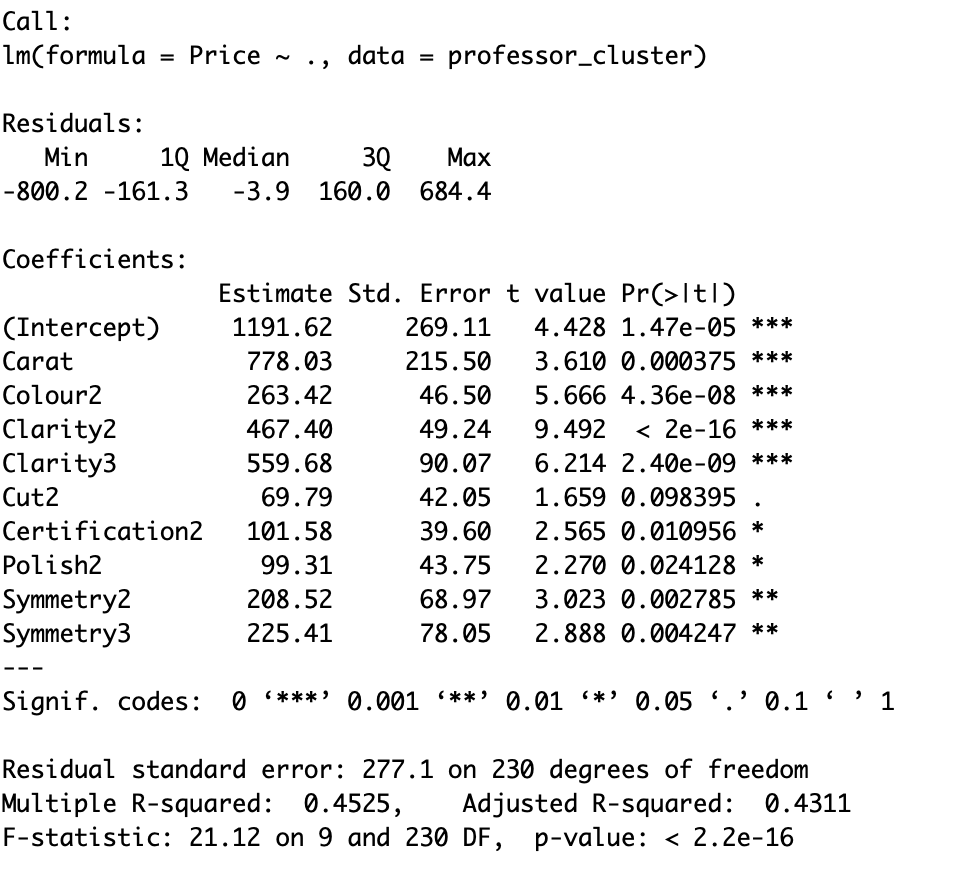 Call:
lm(formula = Price ~ ., data = professor_cluster)
Residuals:
Min 1Q Median 3Q Max
-800.2 -161.3 -3.9 160.0 684.4
Coefficients:
Estimate Std. Error t value Pr(>|t|)
(Intercept) 1191.62 269.11 4.428 1.47e-05 ***
Carat 778.03 215.50 3.610 0.000375 ***
Colour2 263.42 46.50 5.666 4.36e-08 ***
Clarity2 467.40 49.24 9.492 < 2e-16 ***
Clarity3 559.68 90.07 6.214 2.40e-09 ***
Cut2 69.79 42.05 1.659 0.098395 .
Certification2 101.58 39.60 2.565 0.010956 *
Polish2 99.31 43.75 2.270 0.024128 *
Symmetry2 208.52 68.97 3.023 0.002785 **
Symmetry3 225.41 78.05 2.888 0.004247 **
---
Signif. codes: 0 ‘***’ 0.001 ‘**’ 0.01 ‘*’ 0.05 ‘.’ 0.1 ‘ ’ 1
Residual standard error: 277.1 on 230 degrees of freedom
Multiple R-squared: 0.4525, Adjusted R-squared: 0.4311
F-statistic: 21.12 on 9 and 230 DF, p-value: < 2.2e-16